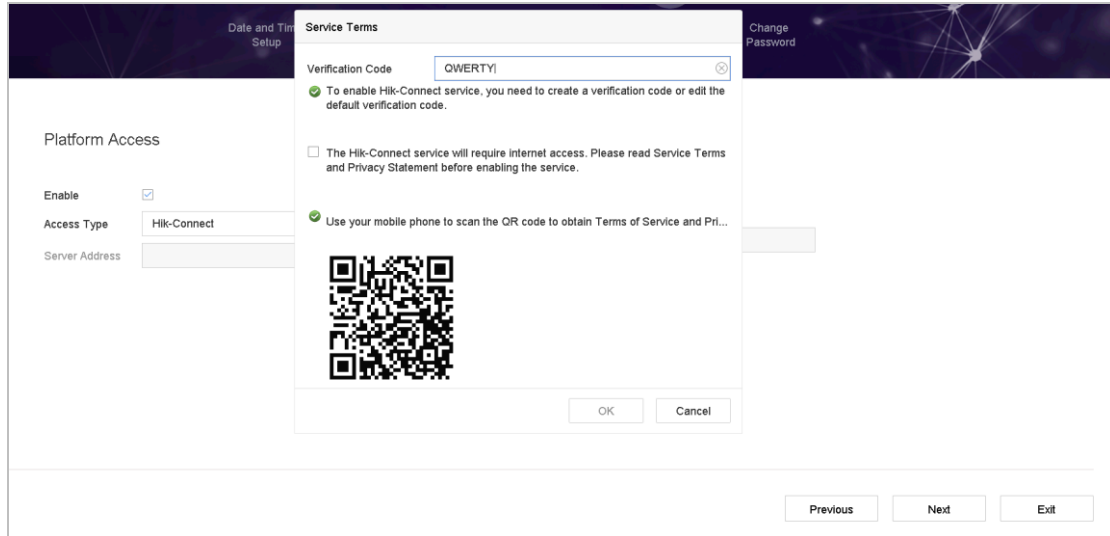 Date and Tim
Setup
Change
Password
Service Terms
Verification Code QWERTY
To enable Hik-Connect service, you need to create a verification code or edit the
default verification code.
Platform Access
The Hik-Connect service will require internet access. Please read Service Terms
and Privacy Statement before enabling the service.
Enable
Access Type Hik-Connect
Use your mobile phone to scan the QR code to obtain Terms of Service and Pri...
Server Address
OK Cancel
Previous Next Exit